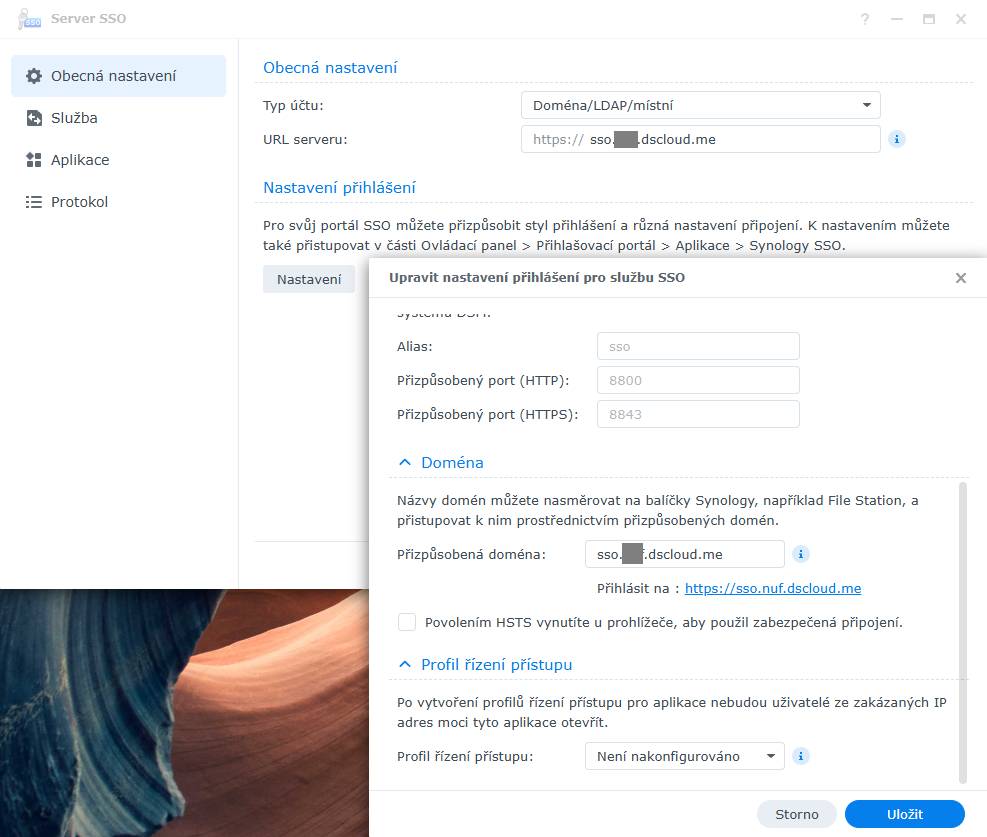 SSO
Server SSO
Obecná nastavení
Služba
Aplikace
Protokol
Obecná nastavení
Typ účtu: Doména/LDAP/místní
URL serveru: https:// sso. .dscloud.me
Nastavení přihlášení
Pro svůj portál SSO můžete přizpůsobit styl přihlášení a různá nastavení připojení. K nastavením můžete
také přistupovat v části Ovládací panel > Přihlašovací portál > Aplikace > Synology SSO.
Nastavení
Upravit nastavení přihlášení pro službu SSO
systému DSM.
Alias: sso
Přizpůsobený port (HTTP): 8800
Přizpůsobený port (HTTPS): 8843
Doména
Názvy domén můžete nasměrovat na balíčky Synology, například File Station, a
přistupovat k nim prostřednictvím přizpůsobených domén.
Přizpůsobená doména: sso. .dscloud.me
Přihlásit na : https://sso.nuf.dscloud.me
Povolením HSTS vynutíte u prohlížeče, aby použil zabezpečená připojení.
Profil řízení přístupu
Po vytvoření profilů řízení přístupu pro aplikace nebudou uživatelé ze zakázaných IP
adres moci tyto aplikace otevřít.
Profil řízení přístupu: Není nakonfigurováno
Storno
Uložit